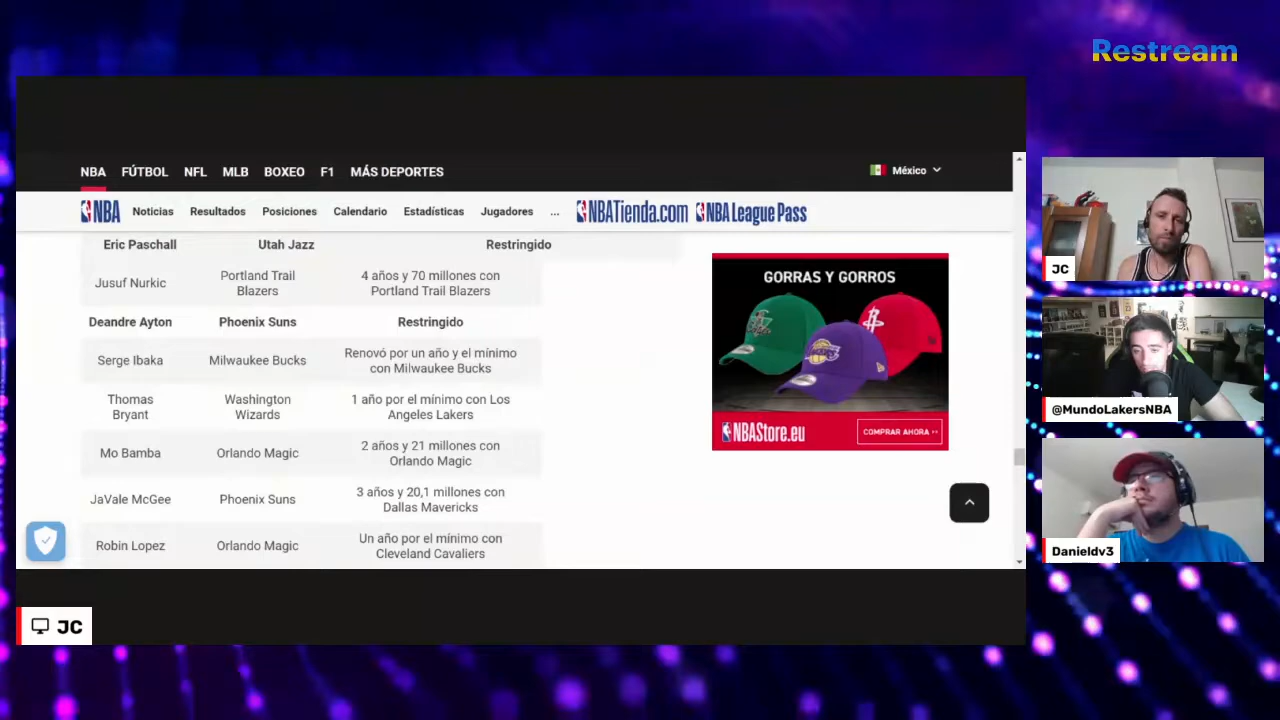 Restream
NBA FÚTBOL NFL MLB BOXEO F1 MÁS DEPORTES México
NBA Noticias Resultados Posiciones Calendario Estadísticas Jugadores ... NBATienda.com NBA League Pass
Eric Paschall Utah Jazz Restringido
Jusuf Nurkic
Portland Trail
Blazers
4 años y 70 millones con
Portland Trail Blazers
Deandre Ayton Phoenix Suns Restringido
Serge Ibaka Milwaukee Bucks
Renovó por un año y el mínimo
con Milwaukee Bucks
Thomas
Bryant
Washington
Wizards
1 año por el mínimo con Los
Angeles Lakers
Mo Bamba Orlando Magic
2 años y 21 millones con
Orlando Magic
JaVale McGee Phoenix Suns
3 años y 20,1 millones con
Dallas Mavericks
Robin Lopez Orlando Magic
Un año por el mínimo con
Cleveland Cavaliers
GORRAS Y GORROS
NBAStore.eu COMPRAR AHORA ››
JC
@MundoLakersNBA
Danieldv3
JC